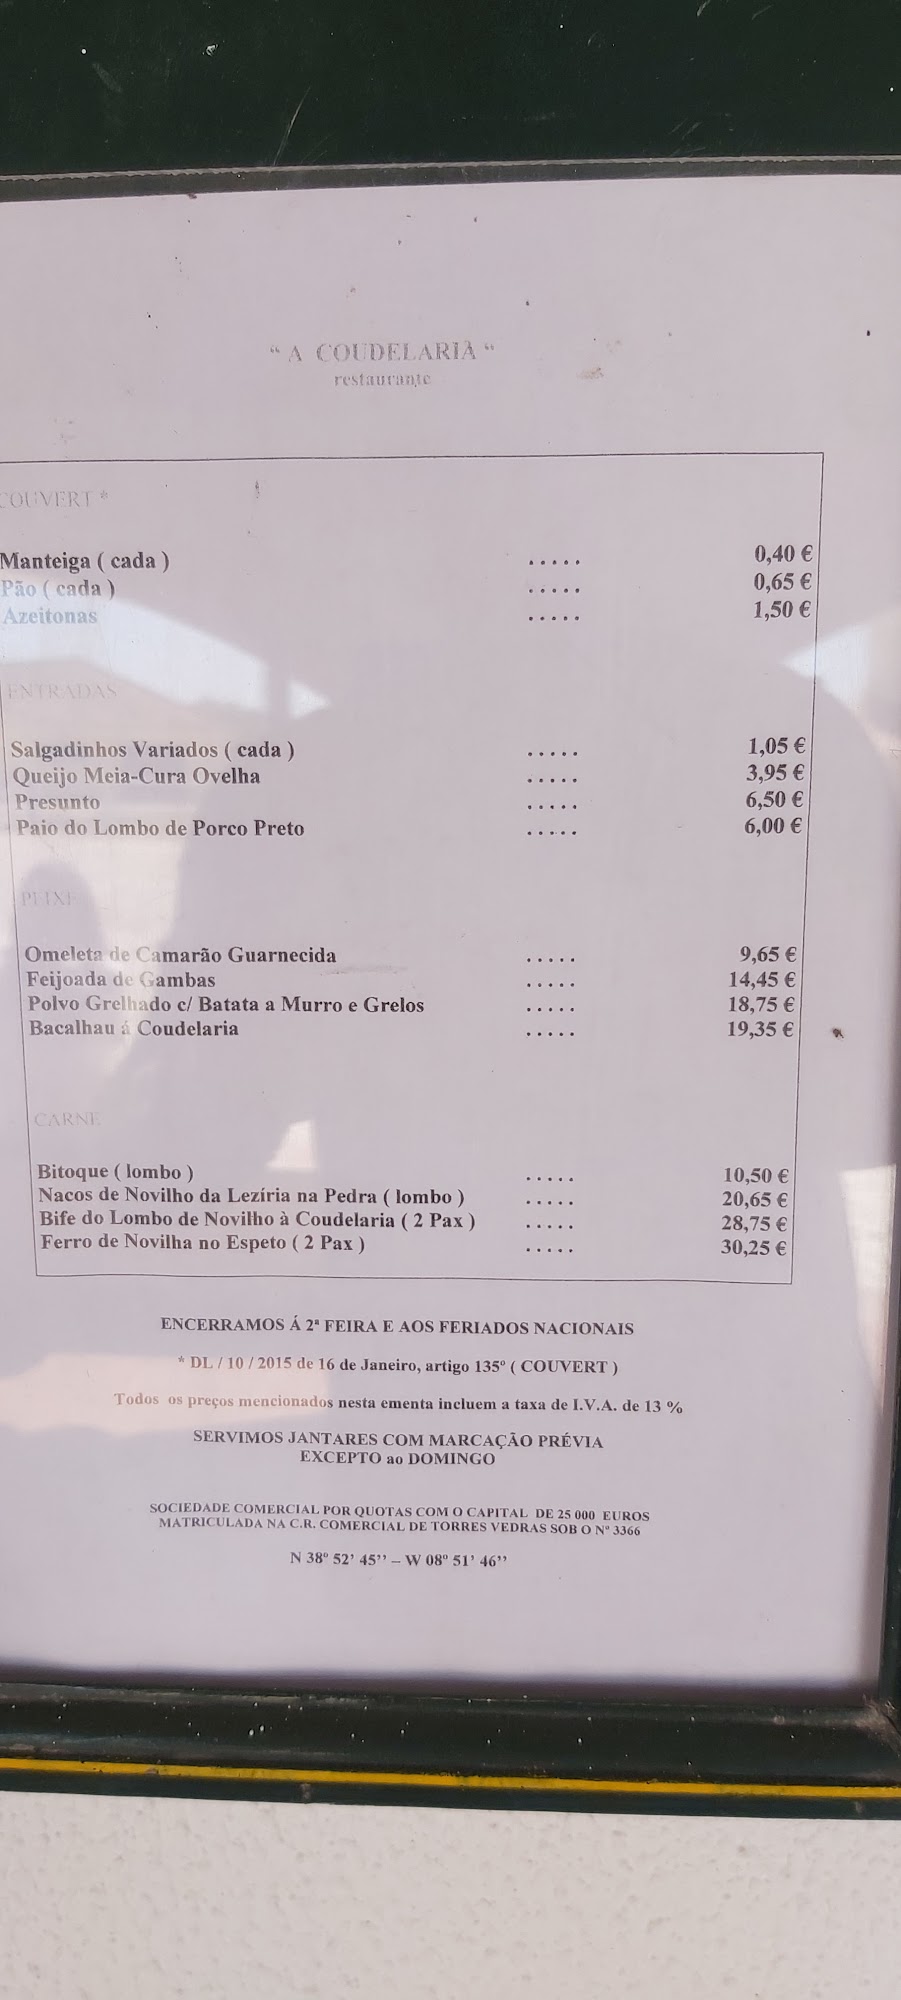 “ A COUDELARIA “
restaurante
COUVERT *
Manteiga ( cada ) ..... 0,40 €
Pão ( cada ) ..... 0,65 €
Azeitonas ..... 1,50 €
ENTRADAS
Salgadinhos Variados ( cada ) ..... 1,05 €
Queijo Meia-Cura Ovelha ..... 3,95 €
Presunto ..... 6,50 €
Paio do Lombo de Porco Preto ..... 6,00 €
PEIXE
Omeleta de Camarão Guarnecida ..... 9,65 €
Feijoada de Gambas ..... 14,45 €
Polvo Grelhado c/ Batata a Murro e Grelos ..... 18,75 €
Bacalhau á Coudelaria ..... 19,35 €
CARNE
Bitoque ( lombo ) ..... 10,50 €
Nacos de Novilho da Lezíria na Pedra ( lombo ) ..... 20,65 €
Bife do Lombo de Novilho à Coudelaria ( 2 Pax ) ..... 28,75 €
Ferro de Novilha no Espeto ( 2 Pax ) ..... 30,25 €
ENCERRAMOS Á 2ª FEIRA E AOS FERIADOS NACIONAIS
* DL / 10 / 2015 de 16 de Janeiro, artigo 135º ( COUVERT )
Todos os preços mencionados nesta ementa incluem a taxa de I.V.A. de 13 %
SERVIMOS JANTARES COM MARCAÇÃO PRÉVIA
EXCEPTO ao DOMINGO
SOCIEDADE COMERCIAL POR QUOTAS COM O CAPITAL DE 25 000 EUROS
MATRICULADA NA C.R. COMERCIAL DE TORRES VEDRAS SOB O Nº 3366
N 38º 52’ 45’’ – W 08º 51’ 46’’